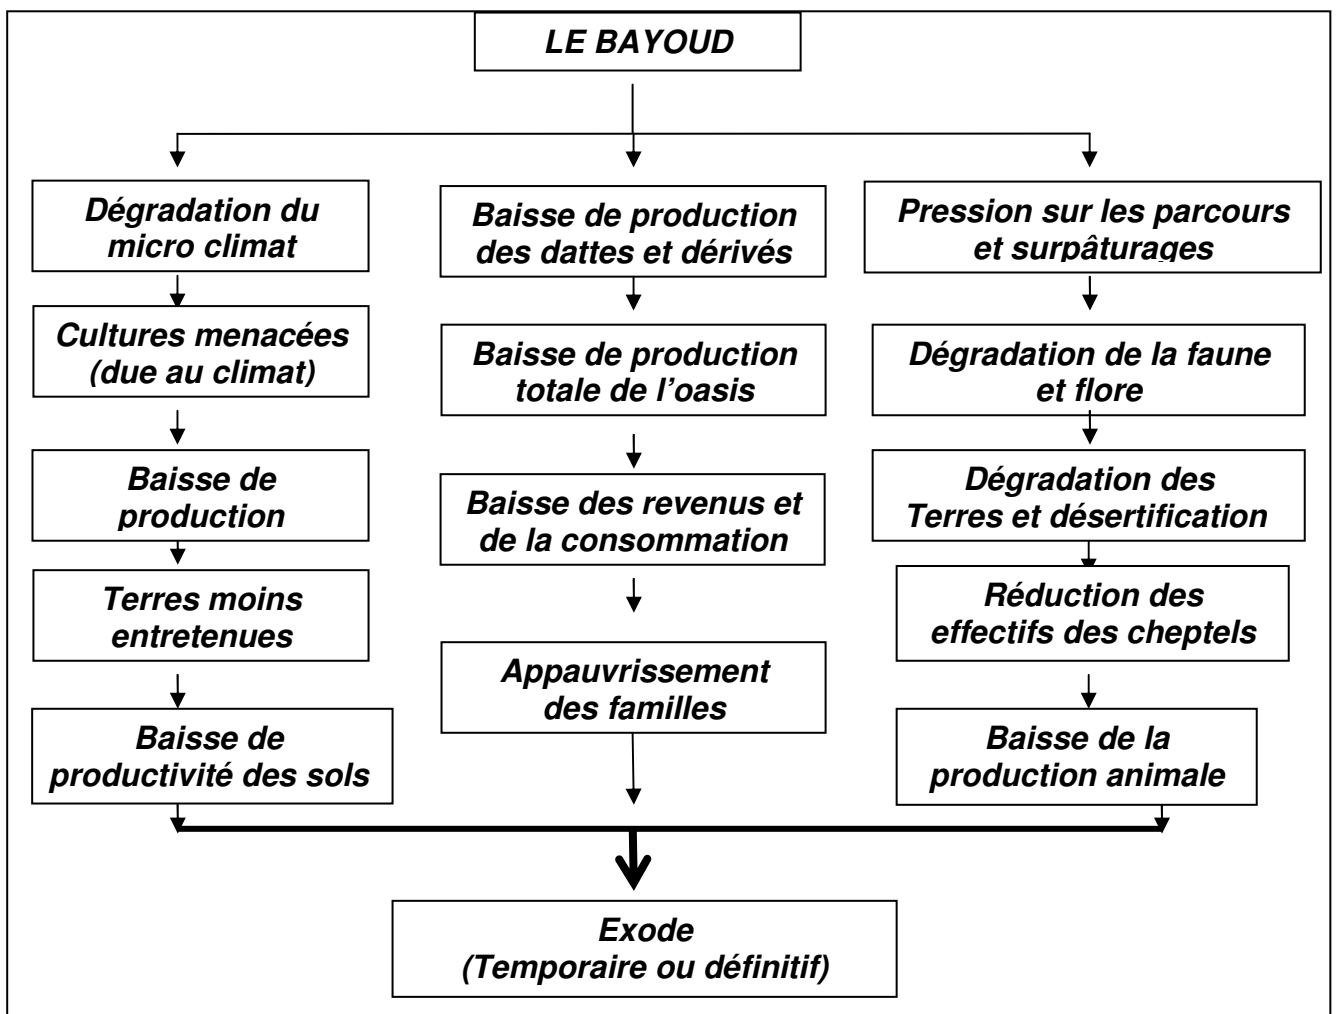 LE BAYOUD
Dégradation du
micro climat
Cultures menacées
(due au climat)
Baisse de
production
Terres moins
entretenues
Baisse de
productivité des sols
Baisse de production
des dattes et dérivés
Baisse de production
totale de l'oasis
Baisse des revenus et
de la consommation
Appauvrissement
des familles
Pression sur les parcours
et surpâturages
Dégradation de la faune
et flore
Dégradation des
Terres et désertification
Réduction des
effectifs des cheptels
Baisse de la
production animale
Exode
(Temporaire ou définitif)